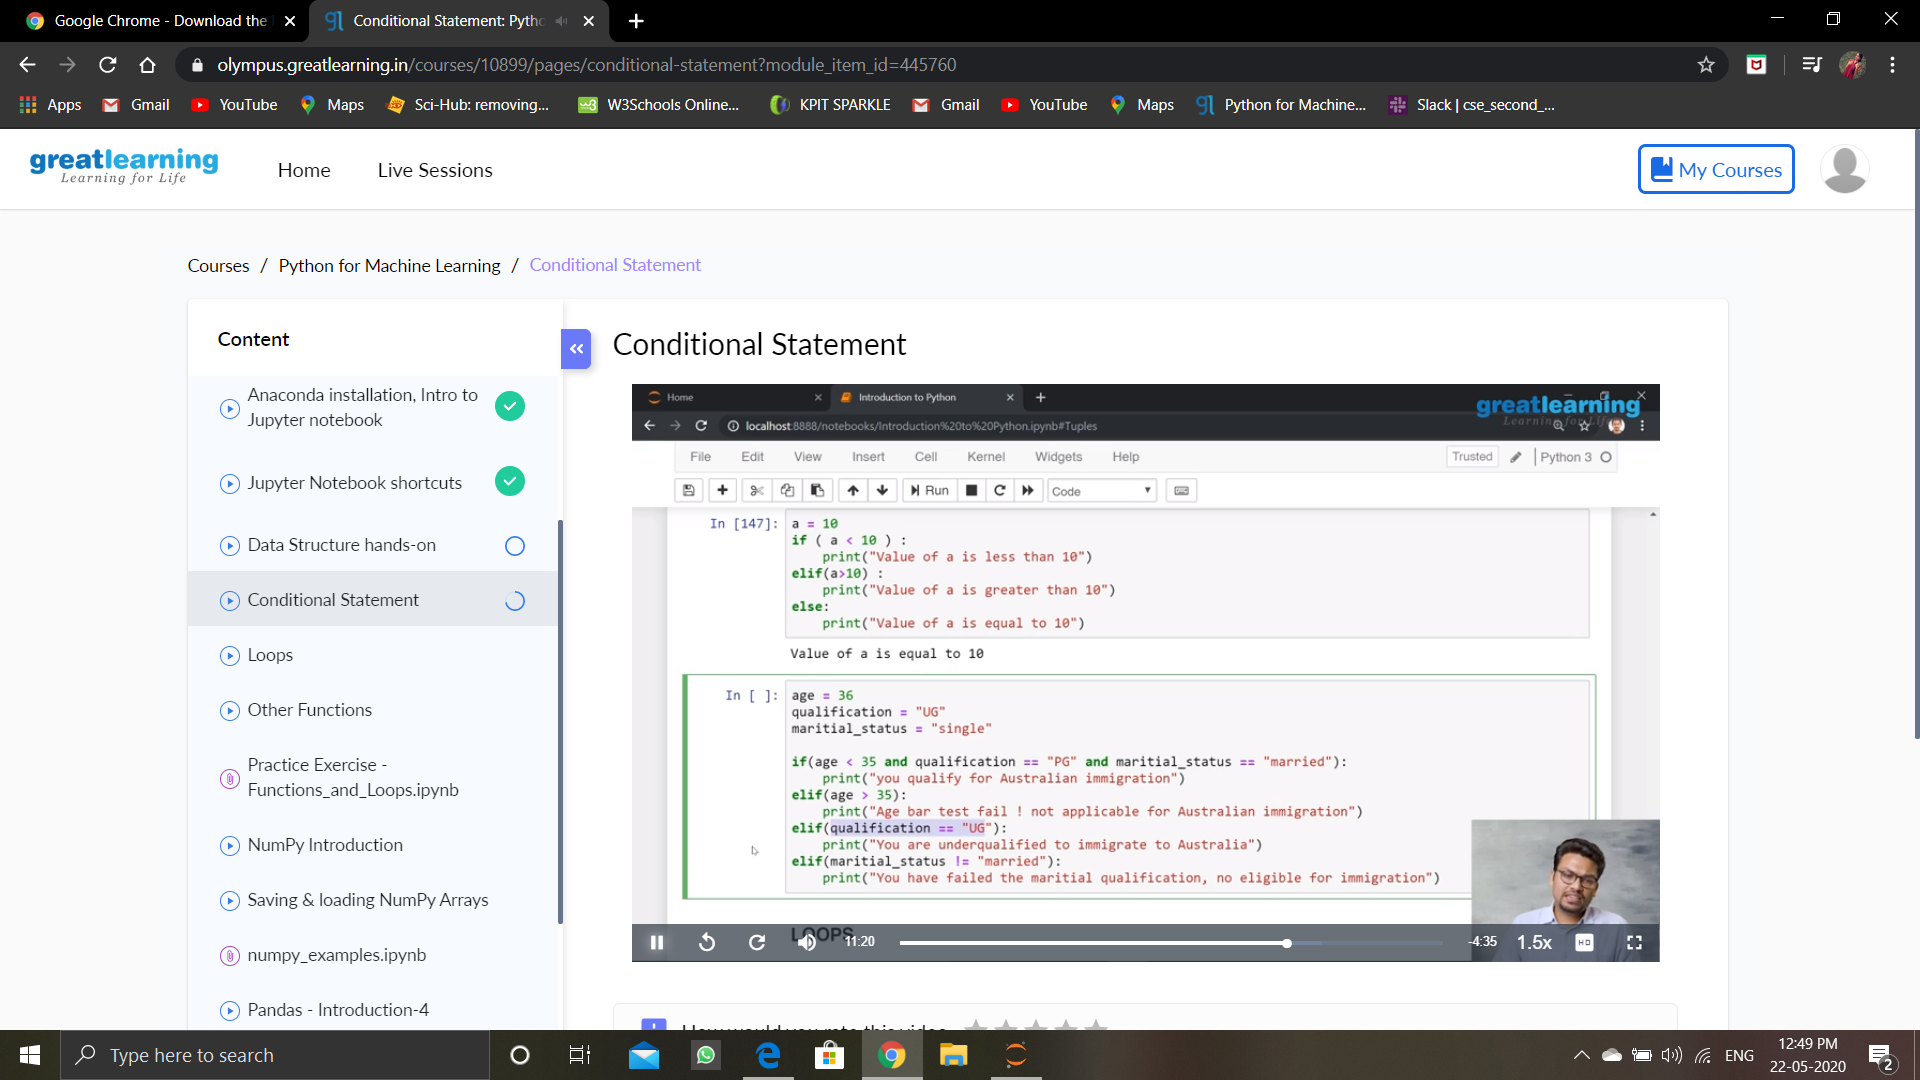 Google Chrome - Download the
Conditional Statement: Pytho
olympus.greatlearning.in/courses/10899/pages/conditional-statement?module_item_id=445760
Apps
Gmail
YouTube
Maps
Sci-Hub: removing...
W3Schools Online...
KPIT SPARKLE
Gmail
YouTube
Maps
Python for Machine...
Slack | cse_second_...
greatlearning
Learning for Life
Home
Live Sessions
My Courses
Courses / Python for Machine Learning / Conditional Statement
Content
Anaconda installation, Intro to
Jupyter notebook
Jupyter Notebook shortcuts
Data Structure hands-on
Conditional Statement
Loops
Other Functions
Practice Exercise -
Functions_and_Loops.ipynb
NumPy Introduction
Saving & loading NumPy Arrays
numpy_examples.ipynb
Pandas - Introduction-4
Conditional Statement
Home
Introduction to Python
greatlearning
Learning for Life
localhost:8888/notebooks/Introduction%20to%20Python.ipynb#Tuples
File Edit View Insert Cell Kernel Widgets Help
Trusted
Python 3
Run
Code
In [147]: a = 10
if ( a < 10 ) :
print("Value of a is less than 10")
elif(a>10) :
print("Value of a is greater than 10")
else:
print("Value of a is equal to 10")
Value of a is equal to 10
In [ ]: age = 36
qualification = "UG"
maritial_status = "single"
if(age < 35 and qualification == "PG" and maritial_status == "married"):
print("you qualify for Australian immigration")
elif(age > 35):
print("Age bar test fail ! not applicable for Australian immigration")
elif(qualification == "UG"):
print("You are underqualified to immigrate to Australia")
elif(maritial_status != "married"):
print("You have failed the maritial qualification, no eligible for immigration")
LOOPS
11:20
-4:35
1.5x
HD
How would you rate this video
Type here to search
ENG
12:49 PM
22-05-2020
2